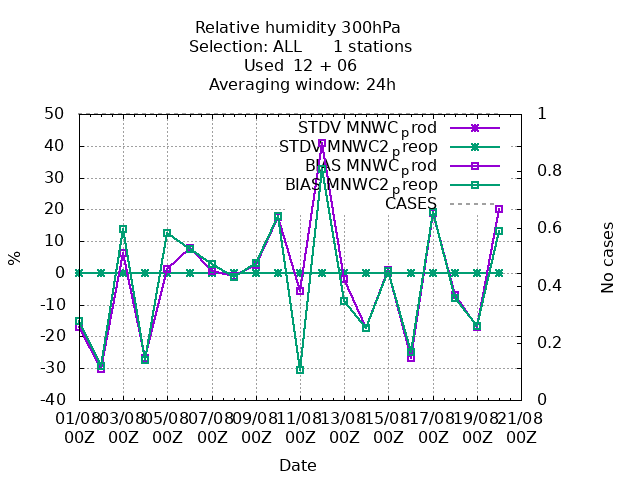 Relative humidity 300hPa
Selection: ALL 1 stations
Used 12 + 06
Averaging window: 24h
50
40
30
20
10
0
-10
-20
-30
-40
%
1
0.8
0.6
0.4
0.2
0
No cases
STDV MNWC_prod
STDV MNWC2_preop
BIAS MNWC_prod
BIAS MNWC2_preop
CASES
01/08 03/08 05/08 07/08 09/08 11/08 13/08 15/08 17/08 19/08 21/08
00Z 00Z 00Z 00Z 00Z 00Z 00Z 00Z 00Z 00Z 00Z
Date